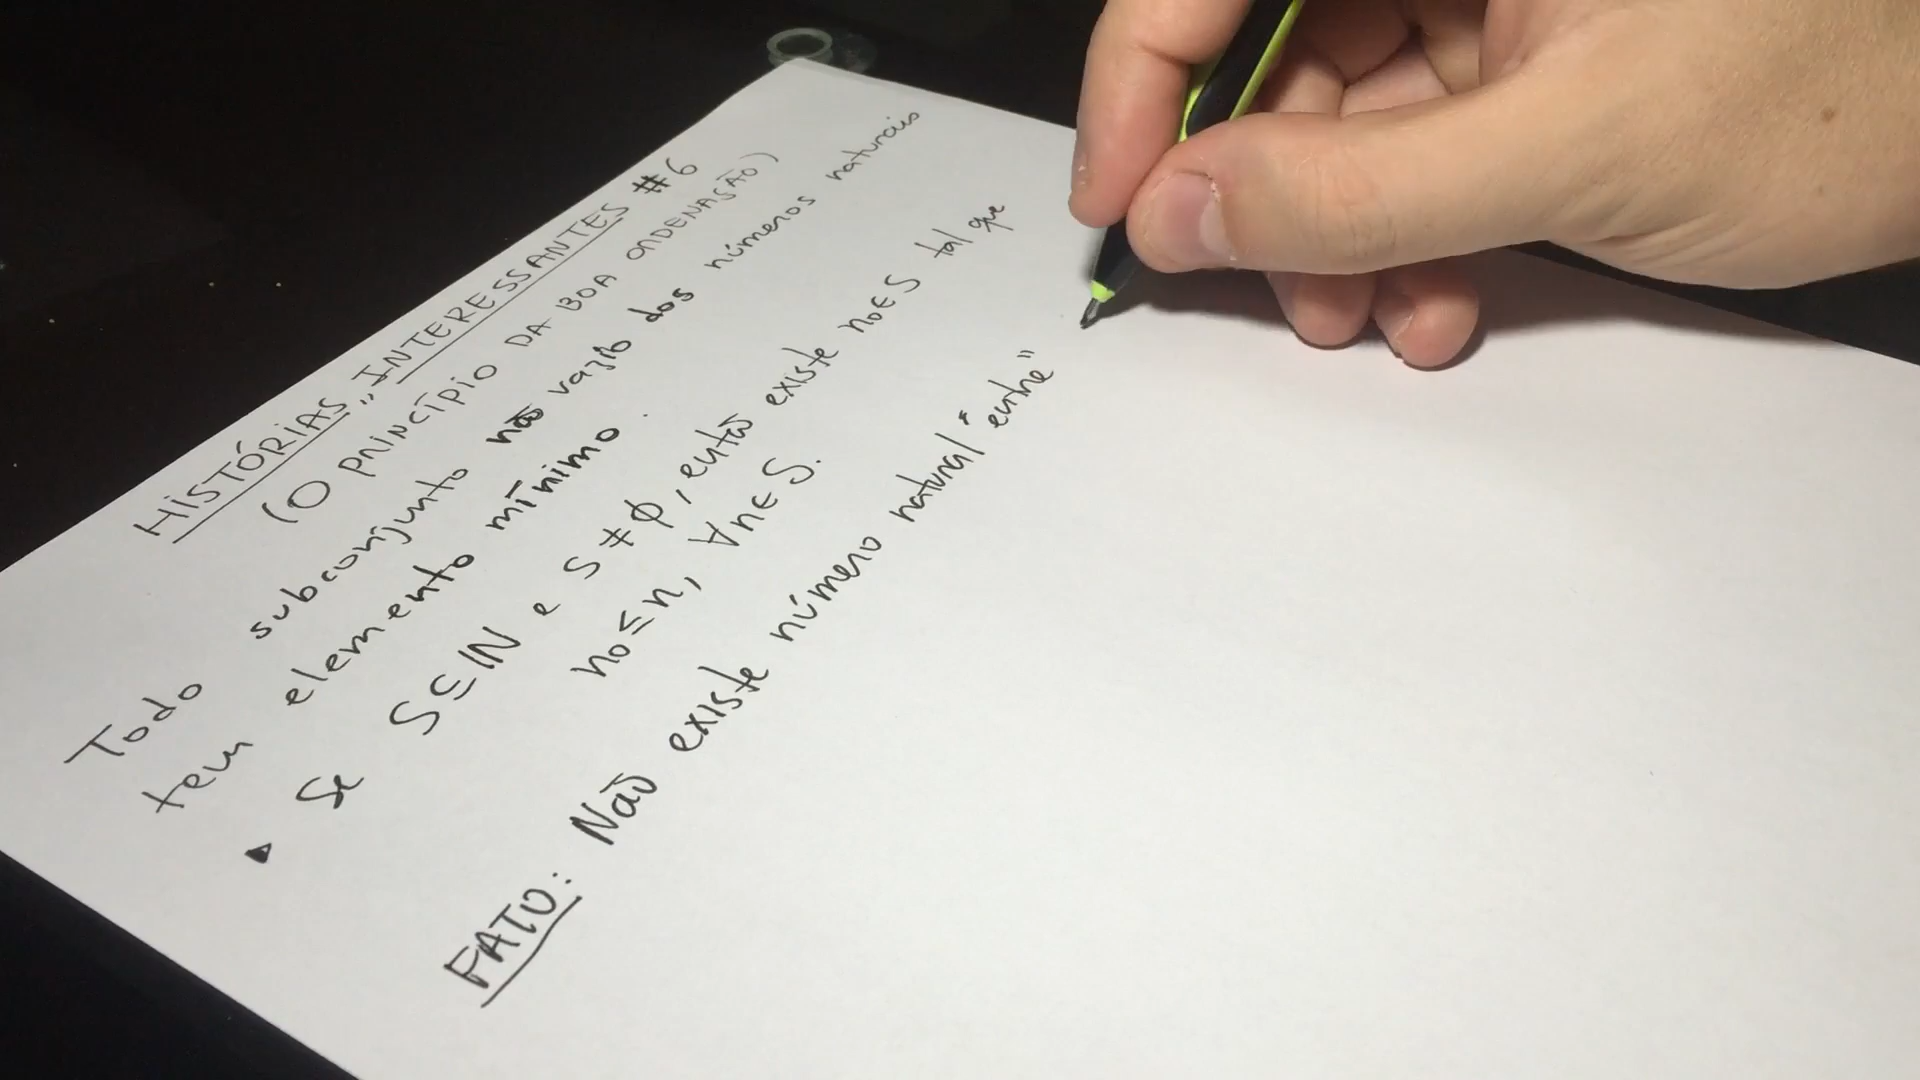 HISTÓRIAS „INTERESSANTES #6
(O PRINCÍPIO DA BOA ORDENAÇÃO)
Todo subconjunto não vazio dos números naturais
tem elemento mínimo.
▲ Se S⊆ℕ e S≠∅, então existe n₀∈S tal que
n₀≤n, ∀n∈S.
FATO: Não existe número natural "entre"